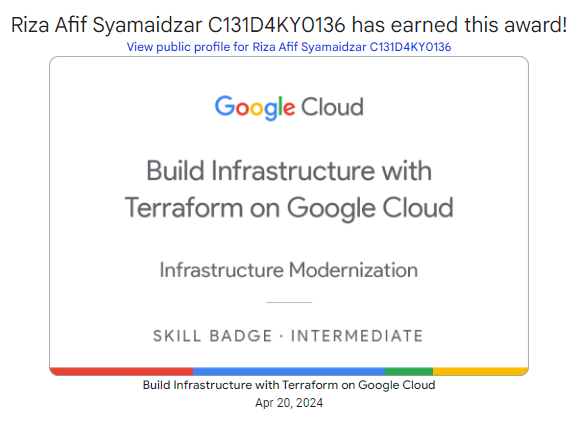 Riza Afif Syamaidzar C131D4KY0136 has earned this award!
View public profile for Riza Afif Syamaidzar C131D4KY0136
Google Cloud
Build Infrastructure with
Terraform on Google Cloud
Infrastructure Modernization
SKILL BADGE · INTERMEDIATE
Build Infrastructure with Terraform on Google Cloud
Apr 20, 2024